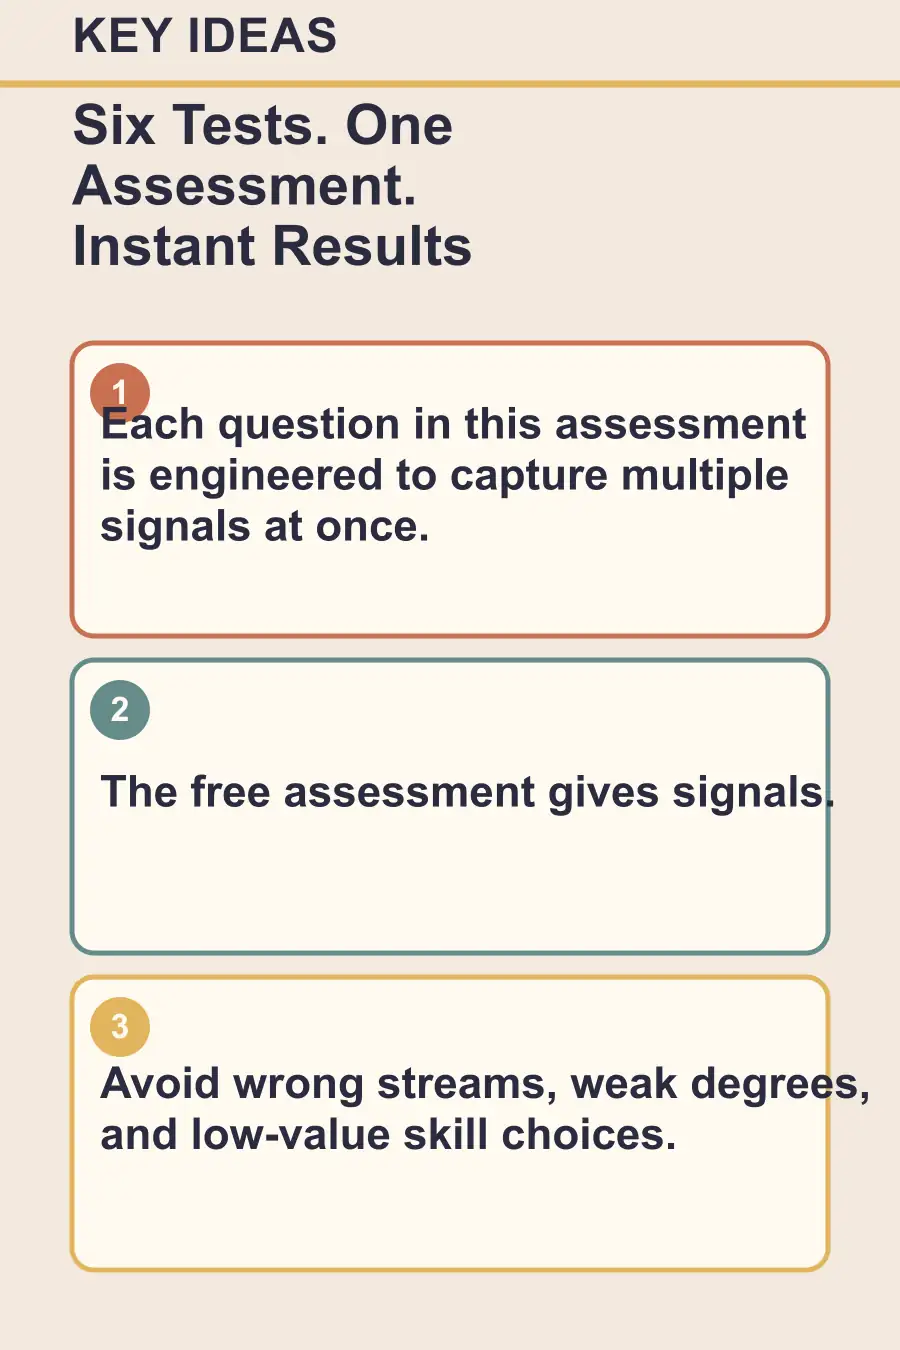 KEY IDEAS
Six Tests. One
Assessment.
Instant Results
1
Each question in this assessment
is engineered to capture multiple
signals at once.
2
The free assessment gives signals.
3
Avoid wrong streams, weak degrees,
and low-value skill choices.